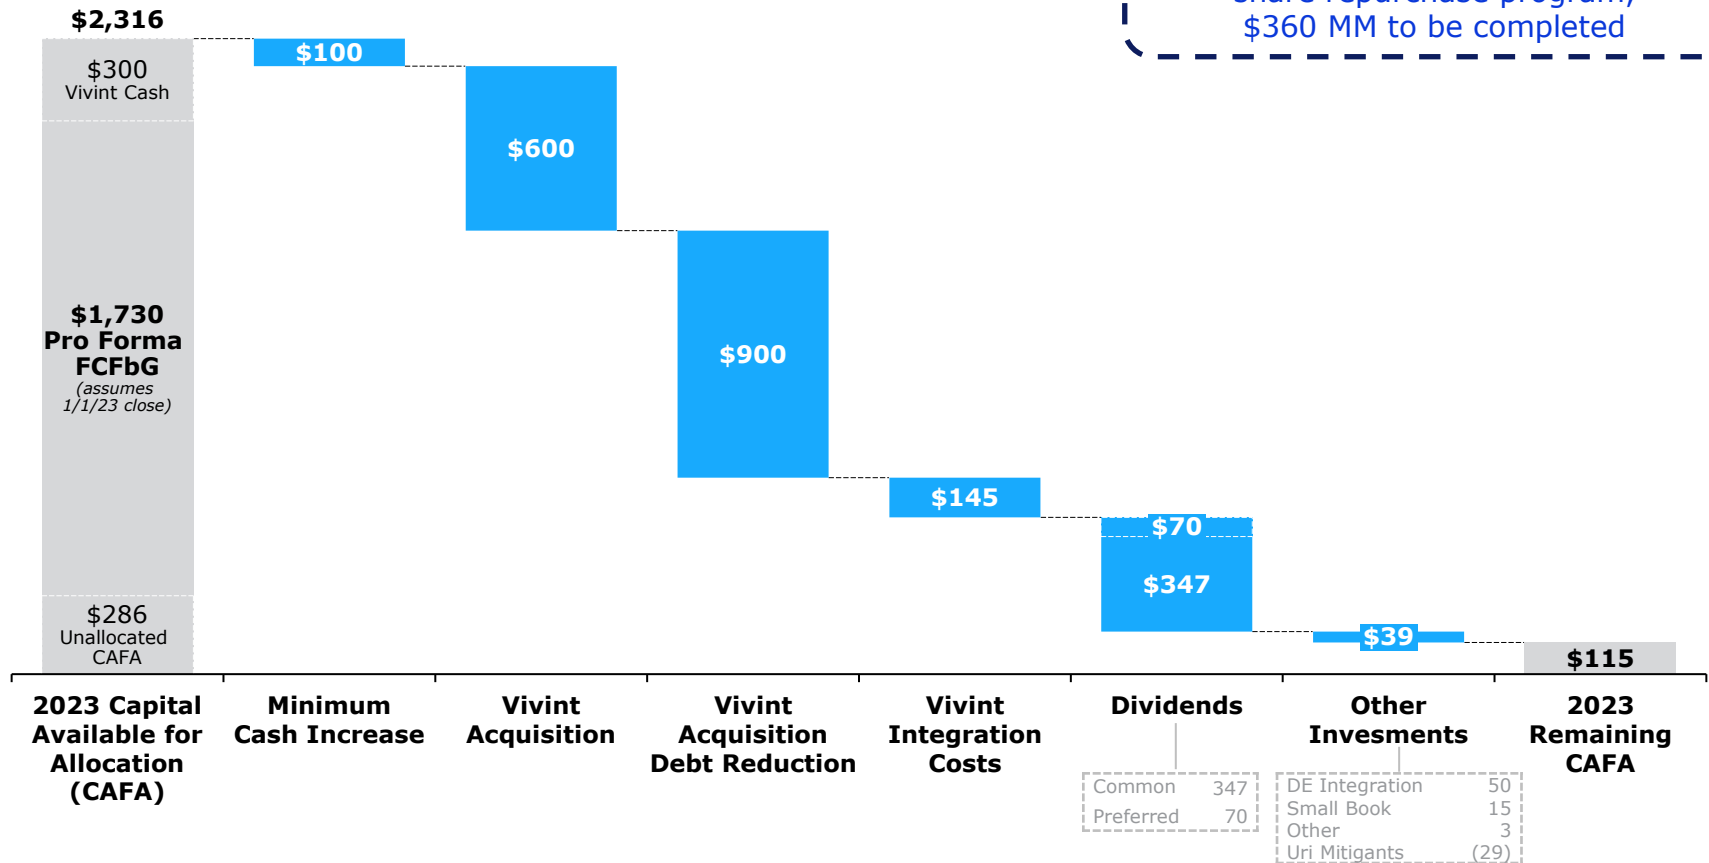 share repurchase program,
$360 MM to be completed
$2,316
$300
Vivint Cash
$1,730
Pro Forma
FCFbG
(assumes
1/1/23 close)
$286
Unallocated
CAFA
$100
$600
$900
$145
$70
$347
$39
$115
2023 Capital
Available for
Allocation
(CAFA)
Minimum
Cash Increase
Vivint
Acquisition
Vivint
Acquisition
Debt Reduction
Vivint
Integration
Costs
Dividends
Other
Invesments
2023
Remaining
CAFA
Common 347
Preferred 70
DE Integration 50
Small Book 15
Other 3
Uri Mitigants (29)